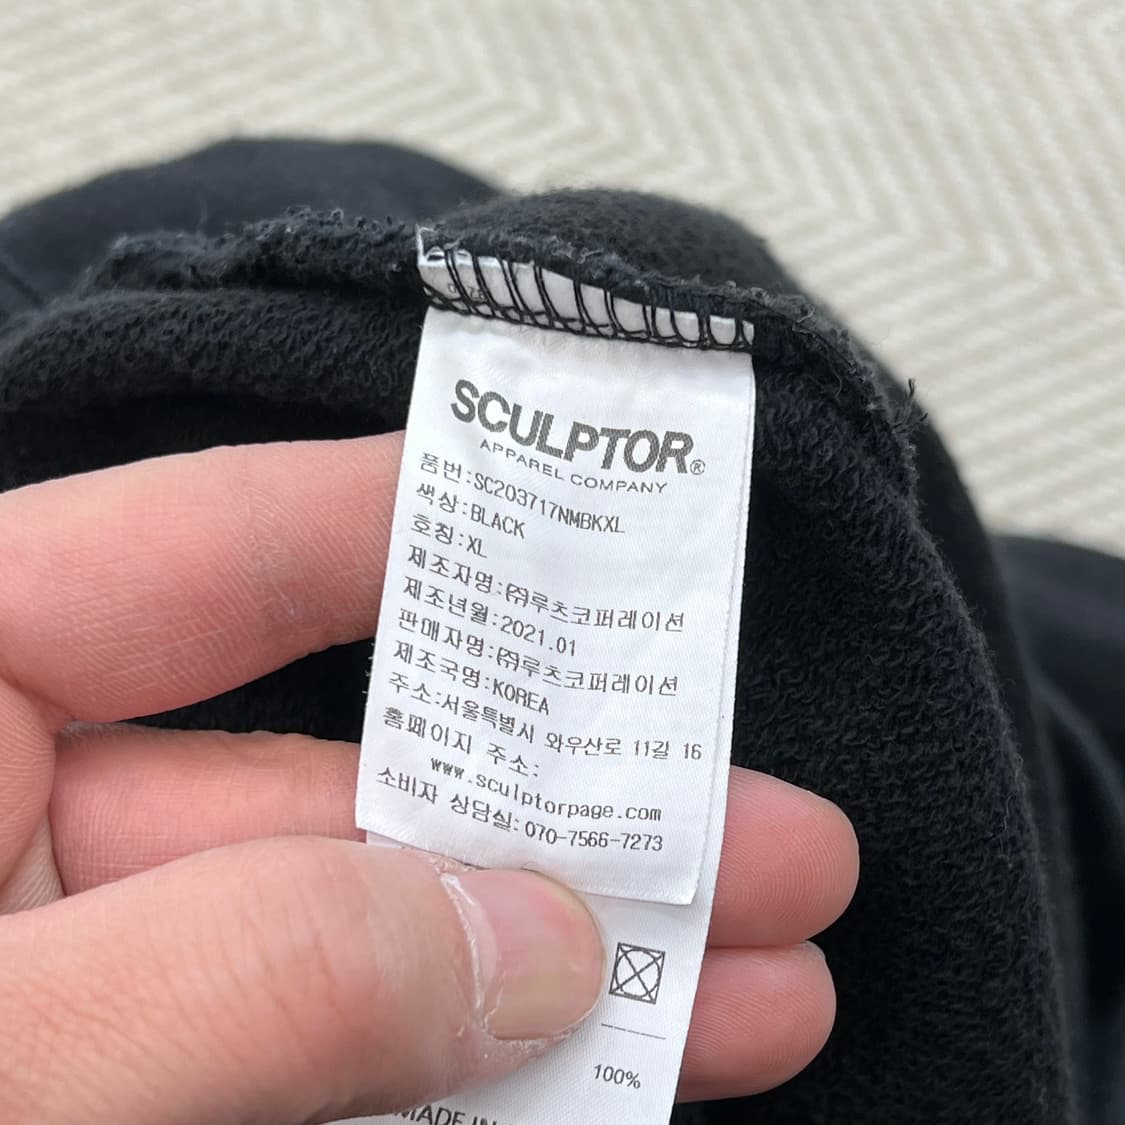 SCULPTOR®
APPAREL COMPANY
품번:SC203717NMBKXL
색상:BLACK
호칭:XL
제조자명:㈜루츠코퍼레이션
제조년월:2021.01
판매자명:㈜루츠코퍼레이션
제조국명:KOREA
주소:서울특별시 와우산로 11길 16
홈페이지 주소:
www.sculptorpage.com
소비자 상담실:070-7566-7273
100%
MADE IN